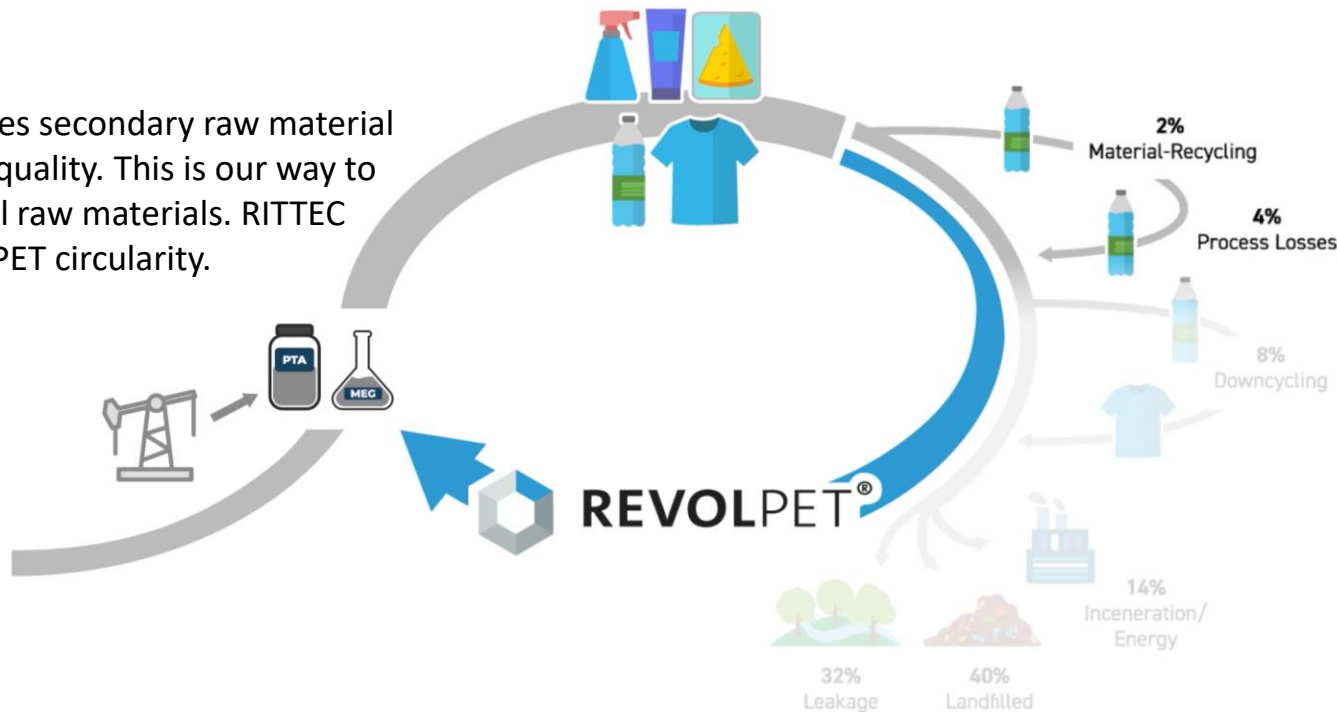 es secondary raw material
quality. This is our way to
l raw materials. RITTEC
PET circularity.
2%
Material-Recycling
4%
Process Losses
PTA
MEG
8%
Downcycling
REVOLPET®
14%
Inceneration/
Energy
32%
Leakage
40%
Landfilled